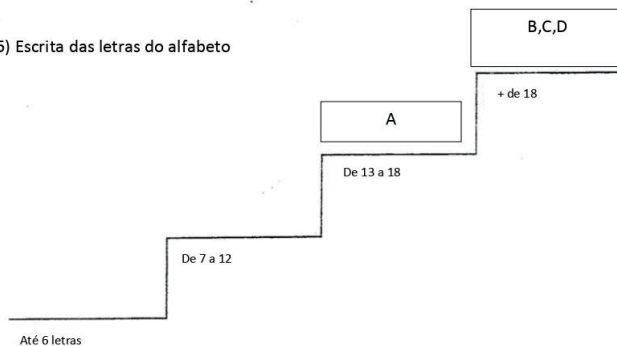 B,C,D
5) Escrita das letras do alfabeto
+ de 18
A
De 13 a 18
De 7 a 12
Até 6 letras